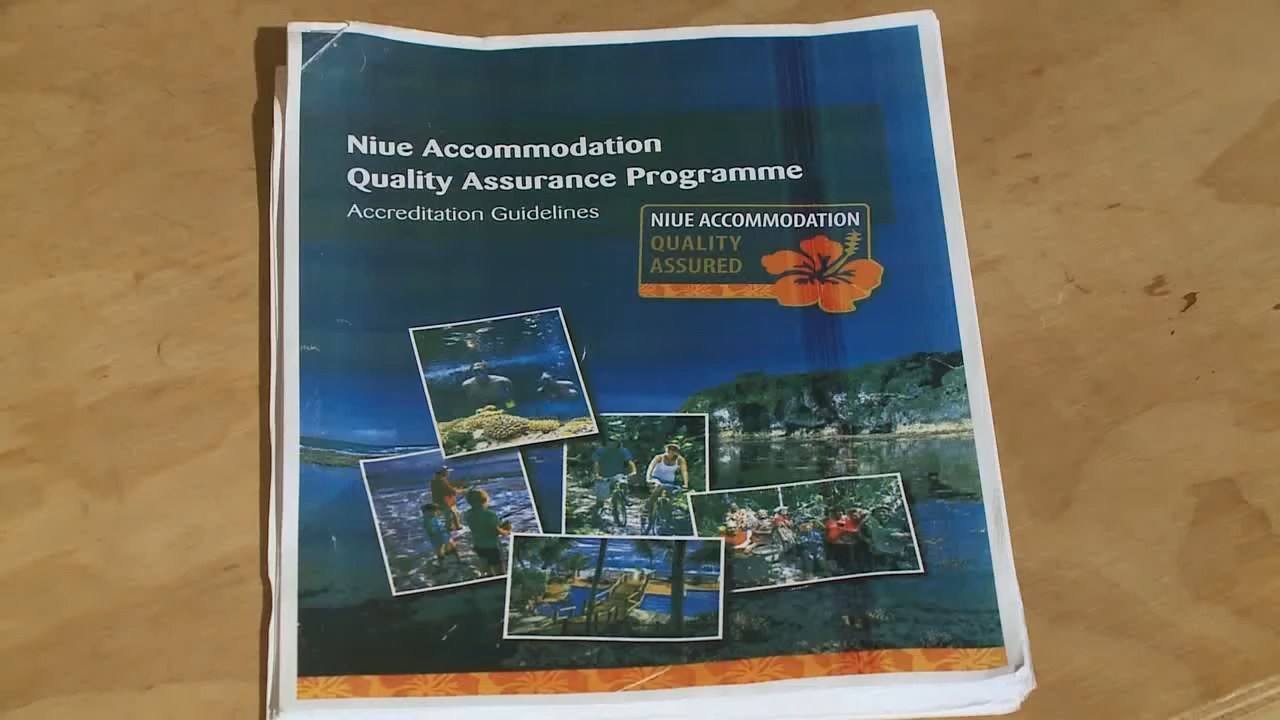 Niue Accommodation
Quality Assurance Programme
Accreditation Guidelines
NIUE ACCOMMODATION
QUALITY
ASSURED